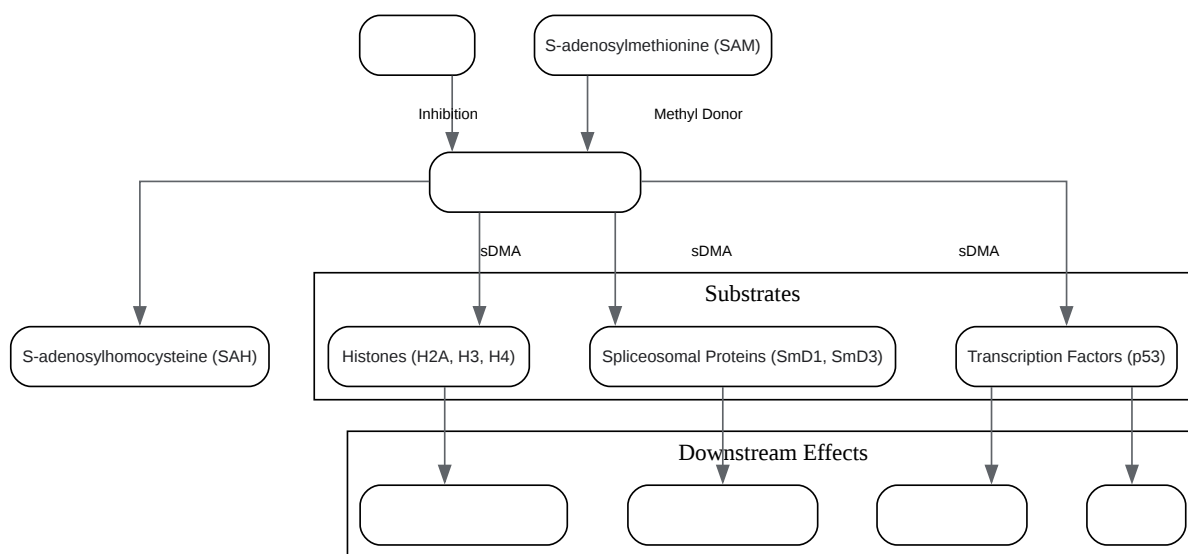 S-adenosylmethionine (SAM)
Inhibition
Methyl Donor
sDMA
sDMA
sDMA
Substrates
S-adenosylhomocysteine (SAH)
Histones (H2A, H3, H4)
Spliceosomal Proteins (SmD1, SmD3)
Transcription Factors (p53)
Downstream Effects